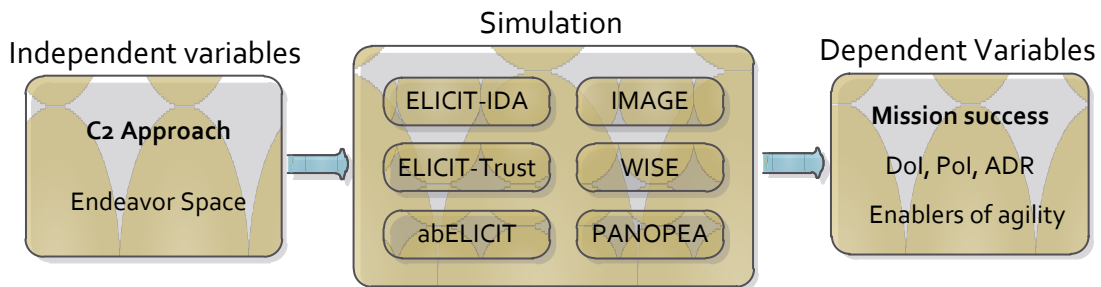 Independent variables
C2 Approach
Endeavor Space
Simulation
ELICIT-IDA
IMAGE
ELICIT-Trust
WISE
abELICIT
PANOPEA
Dependent Variables
Mission success
DoI, PoI, ADR
Enablers of agility